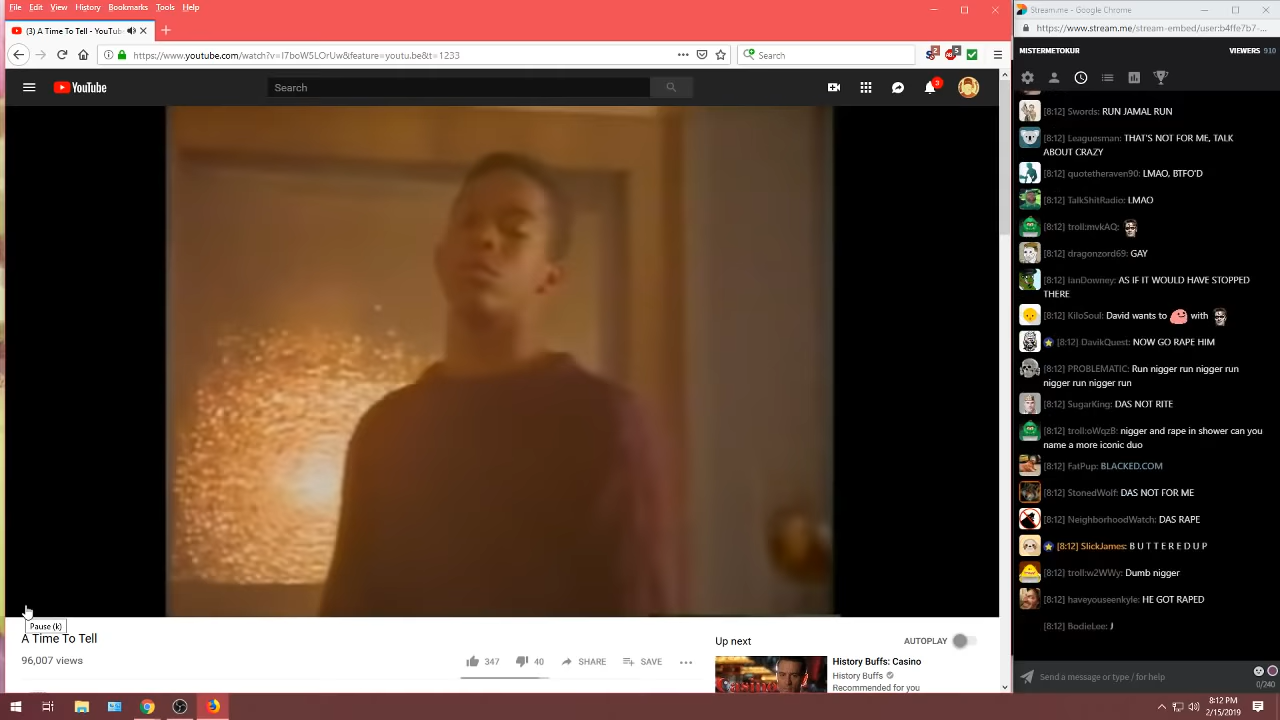 File Edit View History Bookmarks Tools Help
(3) A Time To Tell - YouTub
https://www.youtube.com/watch?v=I7boW5LOrUw&feature=youtu.be&t=1233
Search
YouTube
Search
3
Pause (k)
A Time To Tell
96,007 views
347
40
SHARE
SAVE
Up next
AUTOPLAY
History Buffs: Casino
History Buffs
Recommended for you
Stream.me - Google Chrome
https://www.stream.me/stream-embed/user:b4ffe7b7-...
MISTERMETOKUR
VIEWERS 910
[8:12] Swords: RUN JAMAL RUN
[8:12] Leaguesman: THAT'S NOT FOR ME, TALK
ABOUT CRAZY
[8:12] quotetheraven90: LMAO, BTFO'D
[8:12] TalkShitRadio: LMAO
[8:12] troll:mvkAQ:
[8:12] dragonzord69: GAY
[8:12] IanDowney: AS IF IT WOULD HAVE STOPPED
THERE
[8:12] KiloSoul: David wants to with
[8:12] DavikQuest: NOW GO RAPE HIM
[8:12] PROBLEMATIC: Run nigger run nigger run
nigger run nigger run
[8:12] SugarKing: DAS NOT RITE
[8:12] troll:oWqzB: nigger and rape in shower can you
name a more iconic duo
[8:12] FatPup: BLACKED.COM
[8:12] StonedWolf: DAS NOT FOR ME
[8:12] NeighborhoodWatch: DAS RAPE
[8:12] SlickJames: B U T T E R E D U P
[8:12] troll:w2WWy: Dumb nigger
[8:12] haveyouseenkyle: HE GOT RAPED
[8:12] BodieLee: J
Send a message or type / for help
0/240
8:12 PM
2/15/2019